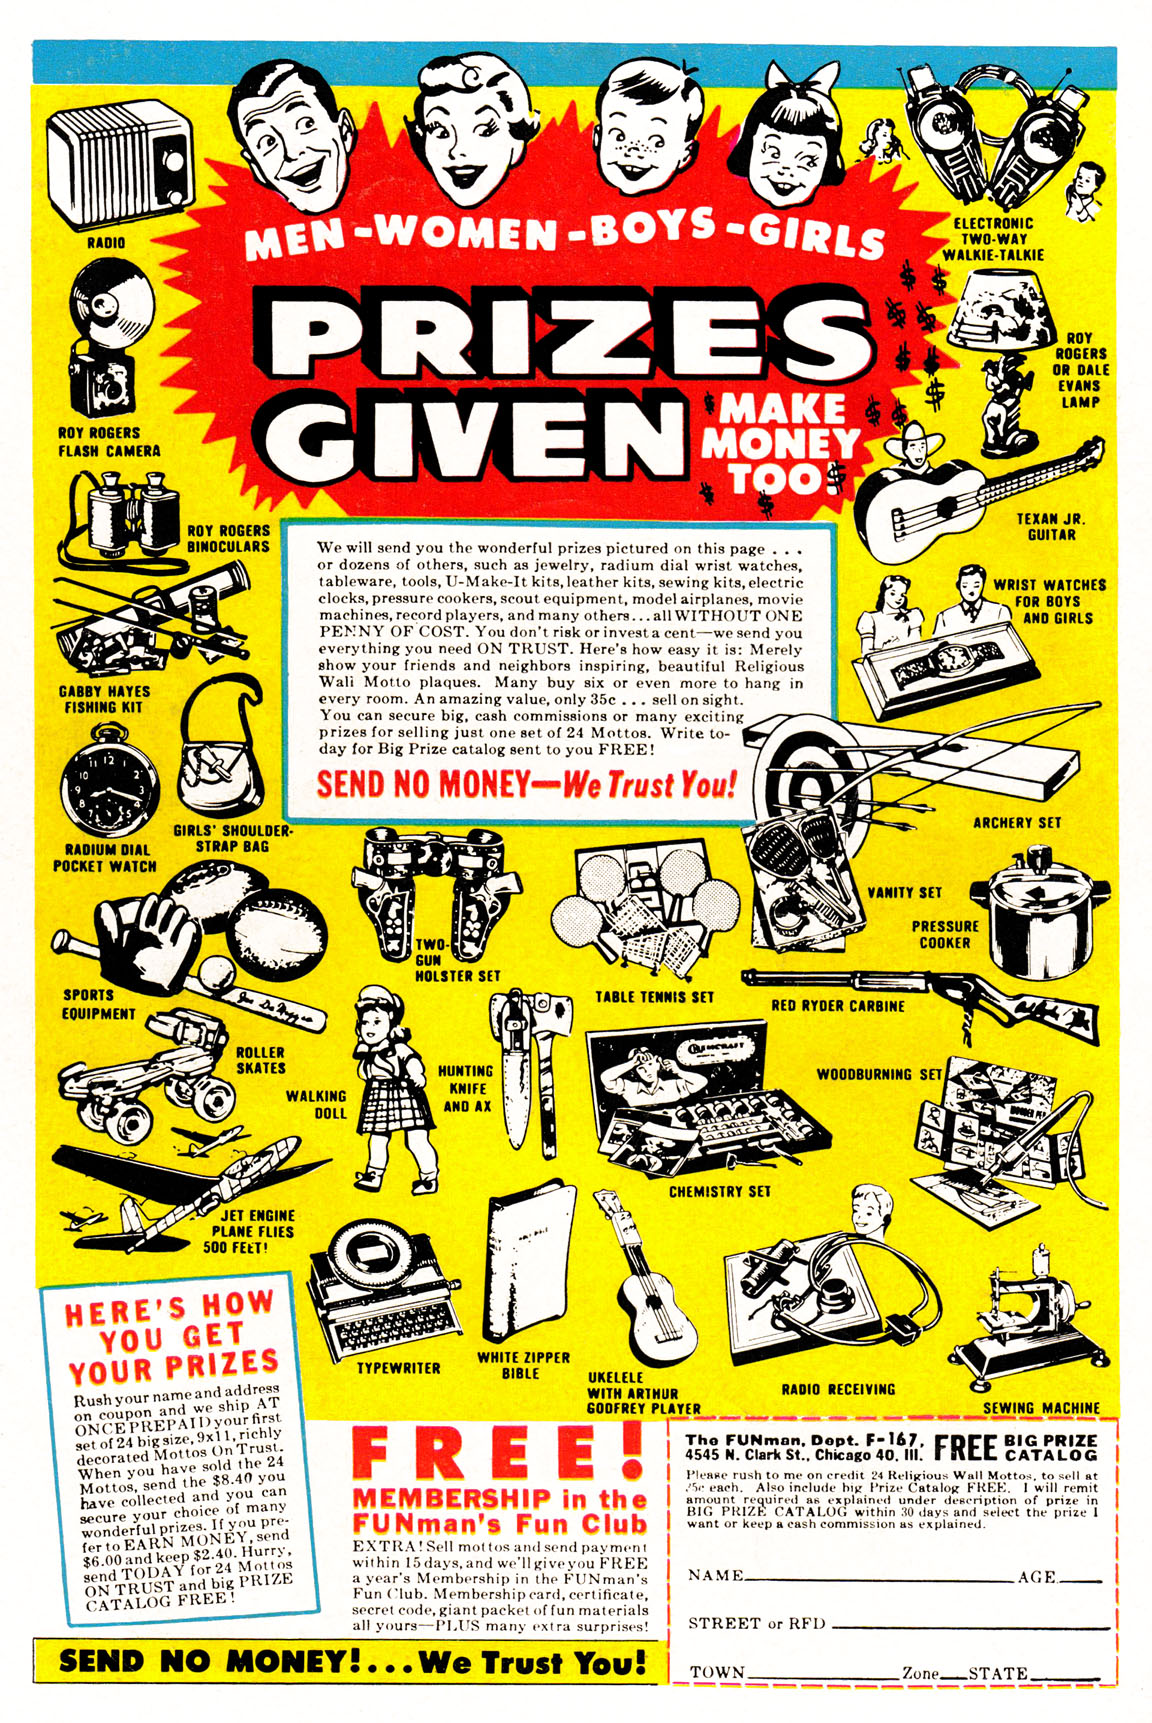 MEN - WOMEN - BOYS - GIRLS
PRIZES
GIVEN
MAKE
MONEY
TOO!
RADIO
ELECTRONIC
TWO-WAY
WALKIE-TALKIE
ROY ROGERS
FLASH CAMERA
ROY
ROGERS
OR DALE
EVANS
LAMP
ROY ROGERS
BINOCULARS
TEXAN JR.
GUITAR
GABBY HAYES
FISHING KIT
WRIST WATCHES
FOR BOYS
AND GIRLS
We will send you the wonderful prizes pictured on this page . . .
or dozens of others, such as jewelry, radium dial wrist watches,
tableware, tools, U-Make-It kits, leather kits, sewing kits, electric
clocks, pressure cookers, scout equipment, model airplanes, movie
machines, record players, and many others...all WITHOUT ONE
PENNY OF COST. You don't risk or invest a cent—we send you
everything you need ON TRUST. Here's how easy it is: Merely
show your friends and neighbors inspiring, beautiful Religious
Wall Motto plaques. Many buy six or even more to hang in
every room. An amazing value, only 35c . . . sell on sight.
You can secure big, cash commissions or many exciting
prizes for selling just one set of 24 Mottos. Write to-
day for Big Prize catalog sent to you FREE!
SEND NO MONEY—We Trust You!
RADIUM DIAL
POCKET WATCH
GIRLS' SHOULDER-
STRAP BAG
ARCHERY SET
VANITY SET
PRESSURE
COOKER
TWO-
GUN
HOLSTER SET
TABLE TENNIS SET
RED RYDER CARBINE
SPORTS
EQUIPMENT
ROLLER
SKATES
WALKING
DOLL
HUNTING
KNIFE
AND AX
CHEMCRAFT
CHEMISTRY SET
WOODBURNING SET
JET ENGINE
PLANE FLIES
500 FEET!
TYPEWRITER
WHITE ZIPPER
BIBLE
UKELELE
WITH ARTHUR
GODFREY PLAYER
RADIO RECEIVING
SEWING MACHINE
HERE'S HOW
YOU GET
YOUR PRIZES
Rush your name and address
on coupon and we ship AT
ONCE PREPAID your first
set of 24 big size, 9x11, richly
decorated Mottos On Trust.
When you have sold the 24
Mottos, send the $8.40 you
have collected and you can
secure your choice of many
wonderful prizes. If you pre-
fer to EARN MONEY, send
$6.00 and keep $2.40. Hurry,
send TODAY for 24 Mottos
ON TRUST and big PRIZE
CATALOG FREE!
FREE!
MEMBERSHIP in the
FUNman's Fun Club
EXTRA! Sell mottos and send payment
within 15 days, and we'll give you FREE
a year's Membership in the FUNman's
Fun Club. Membership card, certificate,
secret code, giant packet of fun materials
all yours—PLUS many extra surprises!
SEND NO MONEY!...We Trust You!
The FUNman, Dept. F-167,
4545 N. Clark St., Chicago 40, Ill.
FREE BIG PRIZE
CATALOG
Please rush to me on credit 24 Religious Wall Mottos, to sell at
35c each. Also include big Prize Catalog FREE. I will remit
amount required as explained under description of prize in
BIG PRIZE CATALOG within 30 days and select the prize I
want or keep a cash commission as explained.
NAME AGE
STREET or RFD
TOWN Zone STATE